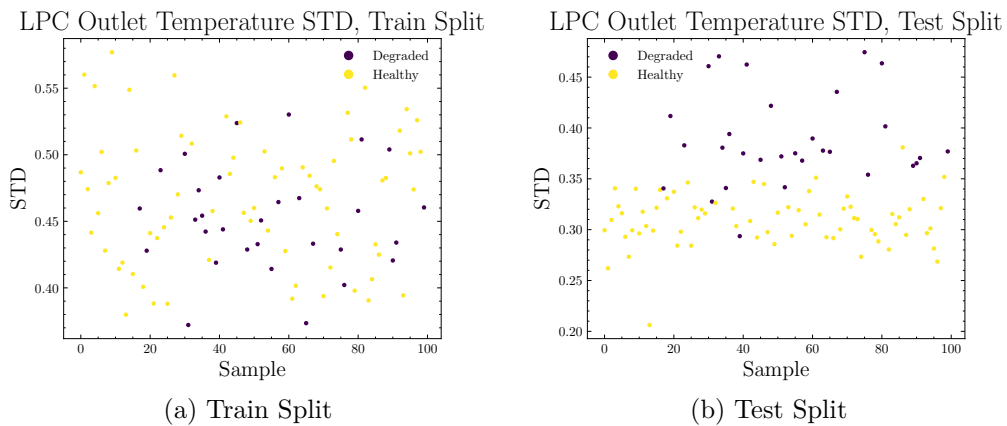 LPC Outlet Temperature STD, Train Split
Degraded
Healthy
0.55
0.50
0.45
0.40
STD
0 20 40 60 80 100
Sample
(a) Train Split
LPC Outlet Temperature STD, Test Split
Degraded
Healthy
0.45
0.40
0.35
0.30
0.25
0.20
STD
0 20 40 60 80 100
Sample
(b) Test Split